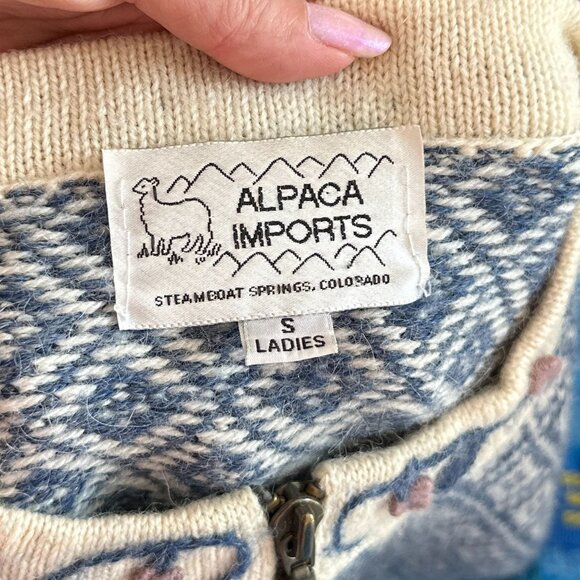 ALPACA
IMPORTS
STEAMBOAT SPRINGS, COLORADO
S
LADIES